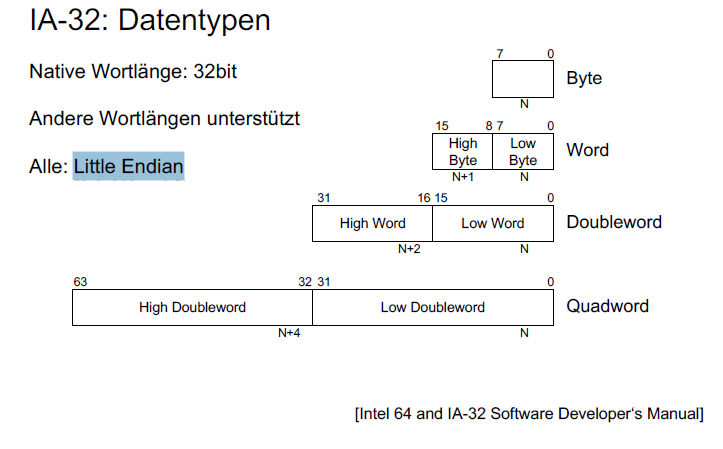 IA-32: Datentypen
Native Wortlänge: 32bit
Andere Wortlängen unterstützt
Alle: Little Endian
7 0
Byte
N
15 8 7 0
High Byte Low Byte
Word
N+1 N
31 16 15 0
High Word Low Word
Doubleword
N+2 N
63 32 31 0
High Doubleword Low Doubleword
Quadword
N+4 N
[Intel 64 and IA-32 Software Developer‘s Manual]